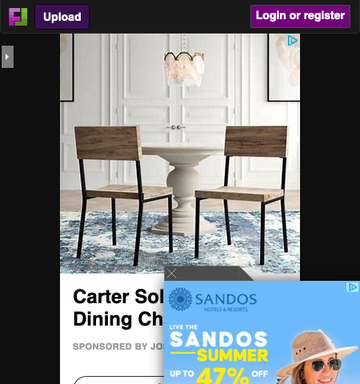 Upload
Login or register
Carter Sol
Dining Ch
SPONSORED BY JO
SANDOS
HOTELS & RESORTS
LIVE THE
SANDOS
SUMMER
UP TO 47% OFF